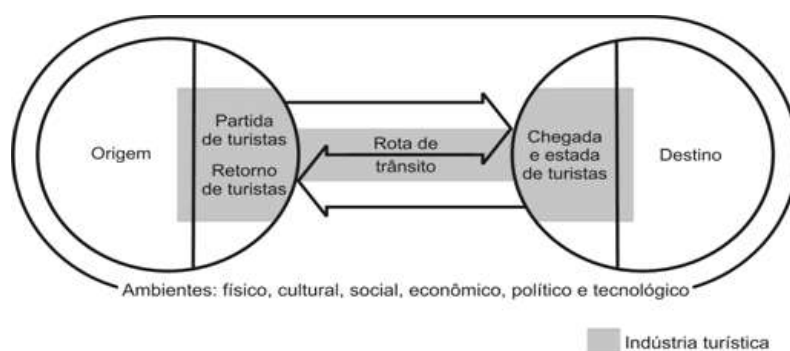 Origem
Partida
de turistas
Retorno
de turistas
Rota de
trânsito
Chegada
e estada
de turistas
Destino
Ambientes: físico, cultural, social, econômico, político e tecnológico
Indústria turística